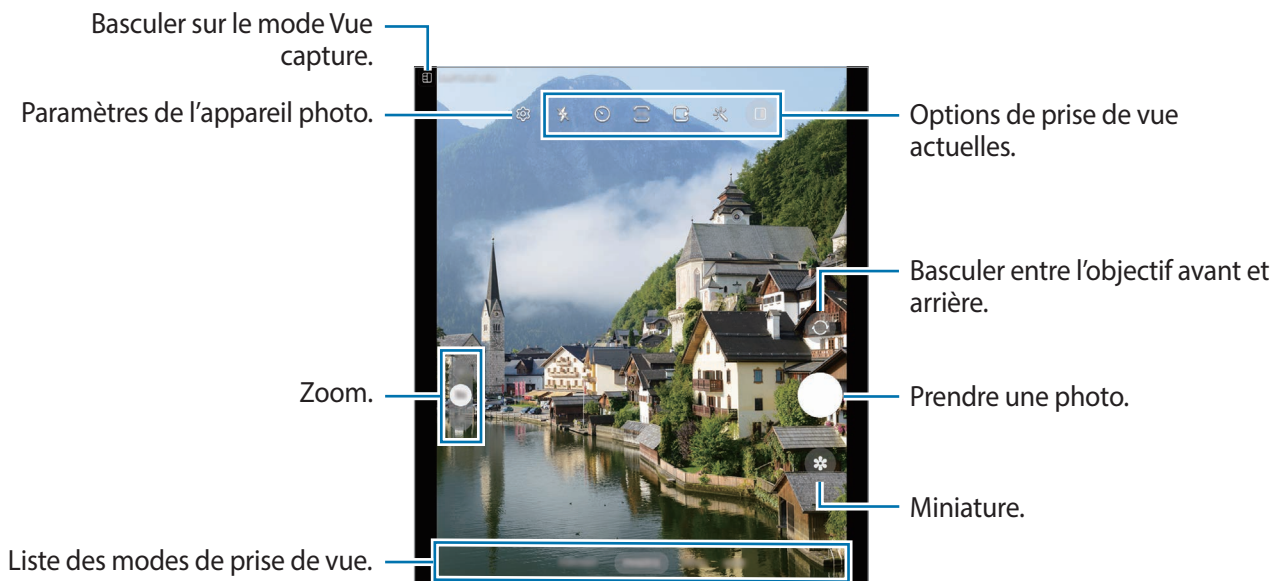 Basculer sur le mode Vue
capture.
Paramètres de l’appareil photo.
Options de prise de vue
actuelles.
Basculer entre l’objectif avant et
arrière.
Zoom.
Prendre une photo.
Miniature.
Liste des modes de prise de vue.